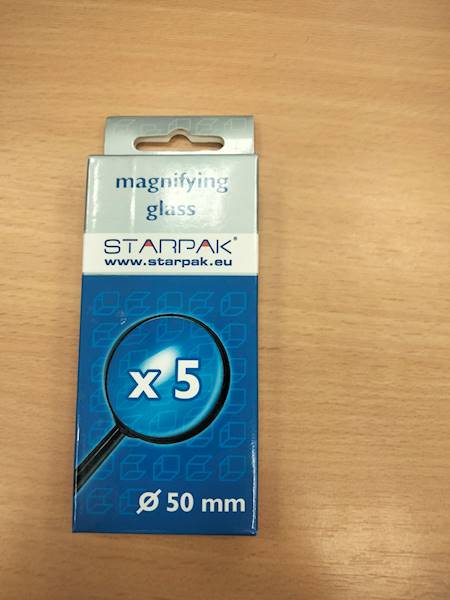 magnifying
glass
STARPAK®
www.starpak.eu
x 5
Ø 50 mm